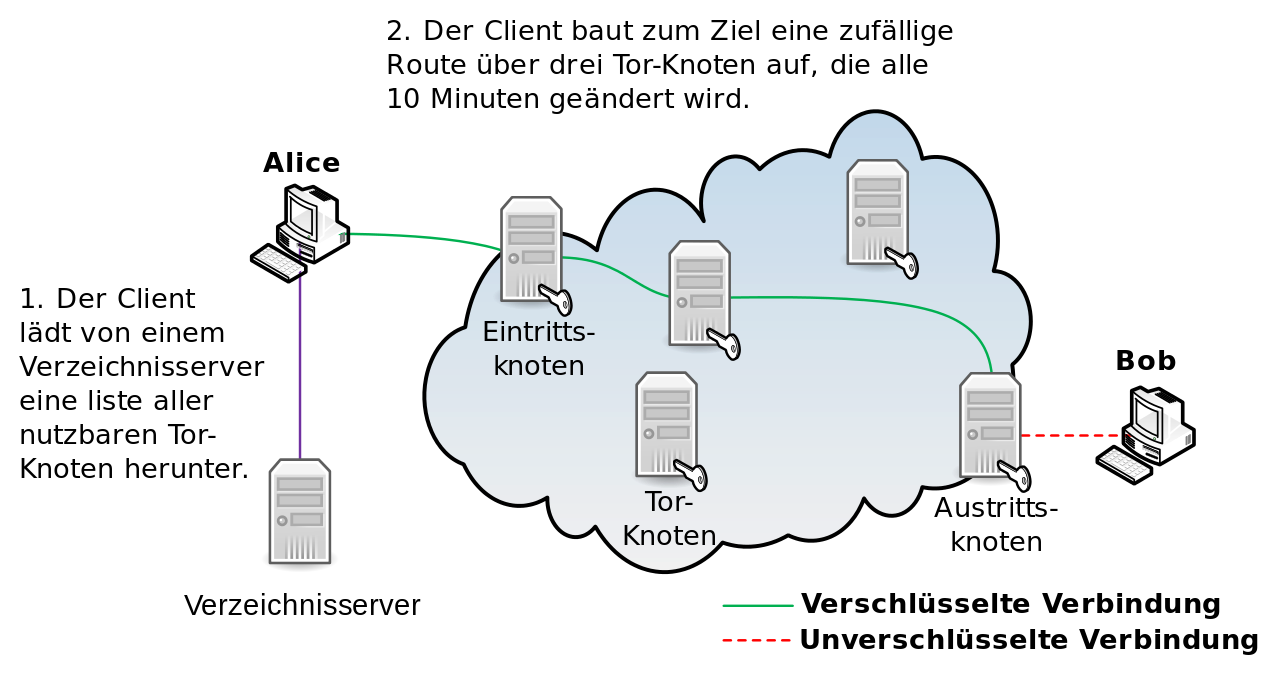 2. Der Client baut zum Ziel eine zufällige
Route über drei Tor-Knoten auf, die alle
10 Minuten geändert wird.
Alice
1. Der Client
lädt von einem
Verzeichnisserver
eine liste aller
nutzbaren Tor-
Knoten herunter.
Verzeichnisserver
Eintritts-
knoten
Tor-
Knoten
Austritts-
knoten
Bob
Verschlüsselte Verbindung
Unverschlüsselte Verbindung